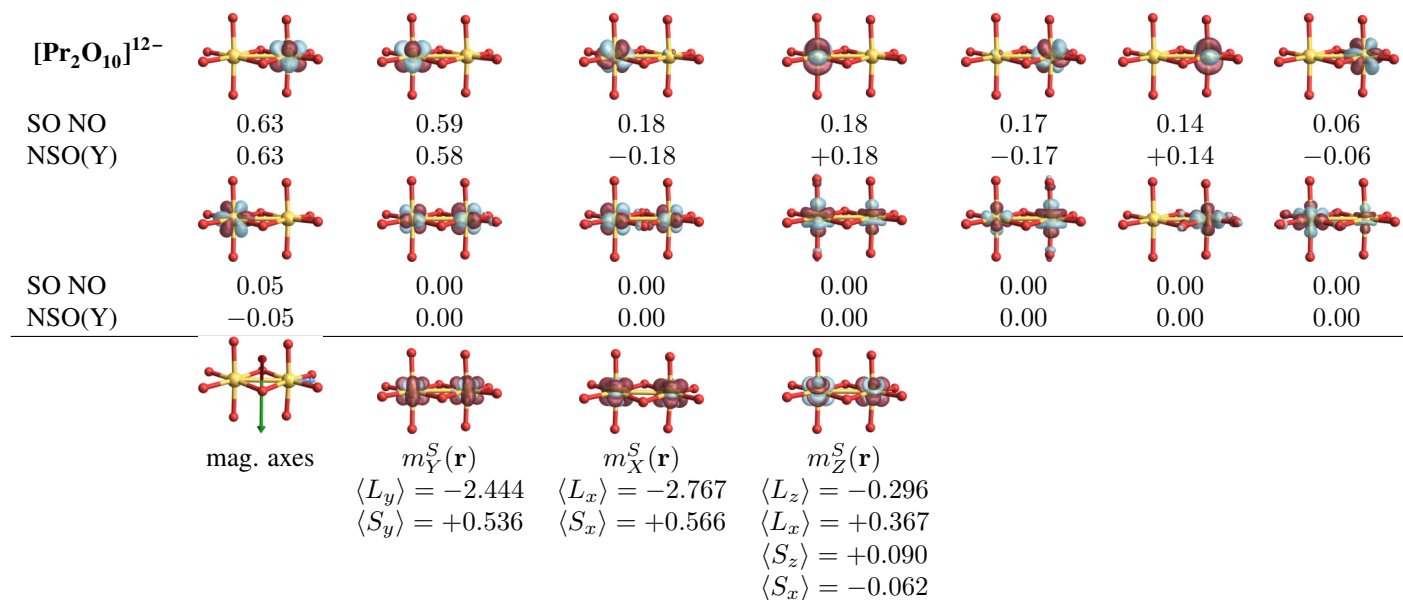 [Pr₂O₁₀]¹²⁻
SO NO 0.63 0.59 0.18 0.18 0.17 0.14 0.06
NSO(Y) 0.63 0.58 −0.18 +0.18 −0.17 +0.14 −0.06
SO NO 0.05 0.00 0.00 0.00 0.00 0.00 0.00
NSO(Y) −0.05 0.00 0.00 0.00 0.00 0.00 0.00
mag. axes m_Y^S(r) m_X^S(r) m_Z^S(r)
⟨L_y⟩ = −2.444 ⟨L_x⟩ = −2.767 ⟨L_z⟩ = −0.296
⟨S_y⟩ = +0.536 ⟨S_x⟩ = +0.566 ⟨L_x⟩ = +0.367
⟨S_z⟩ = +0.090
⟨S_x⟩ = −0.062